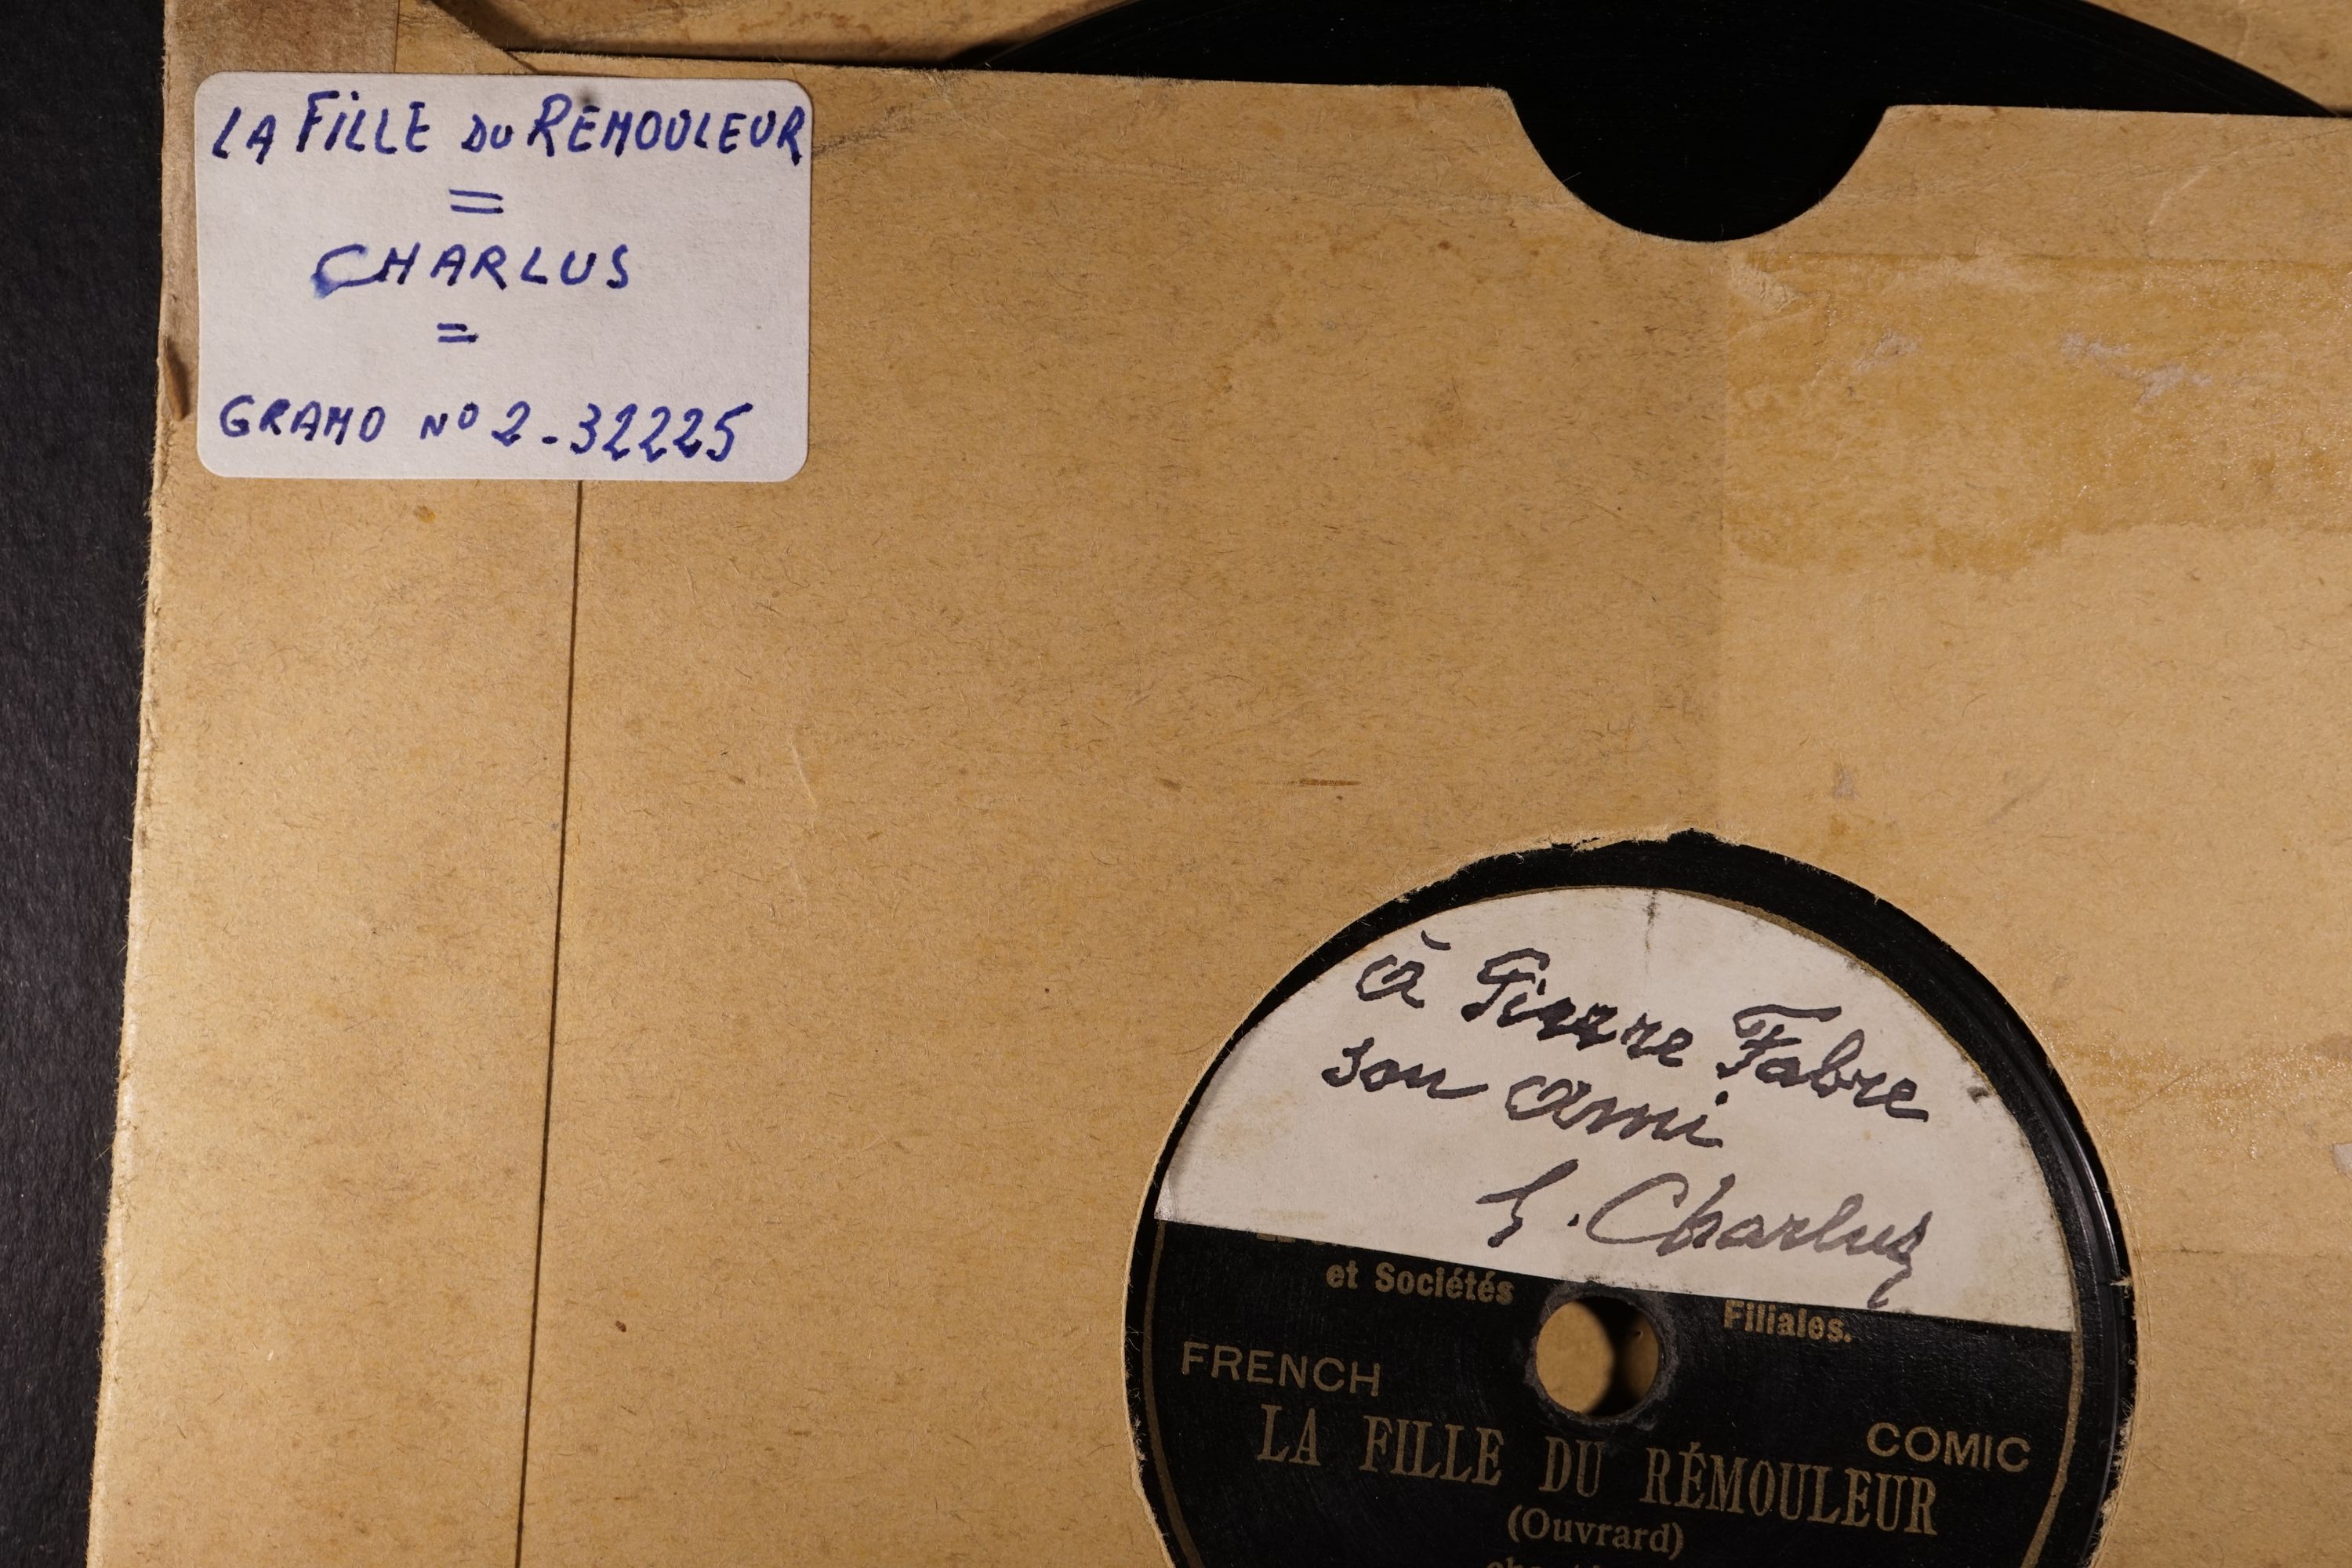 LA FILLE DU REMOULEUR
=
CHARLUS
=
GRAMO Nº 2-32225
à Pierre Fabre
son ami
Charlus
et Sociétés Filiales.
FRENCH
COMIC
LA FILLE DU RÉMOULEUR
(Ouvrard)